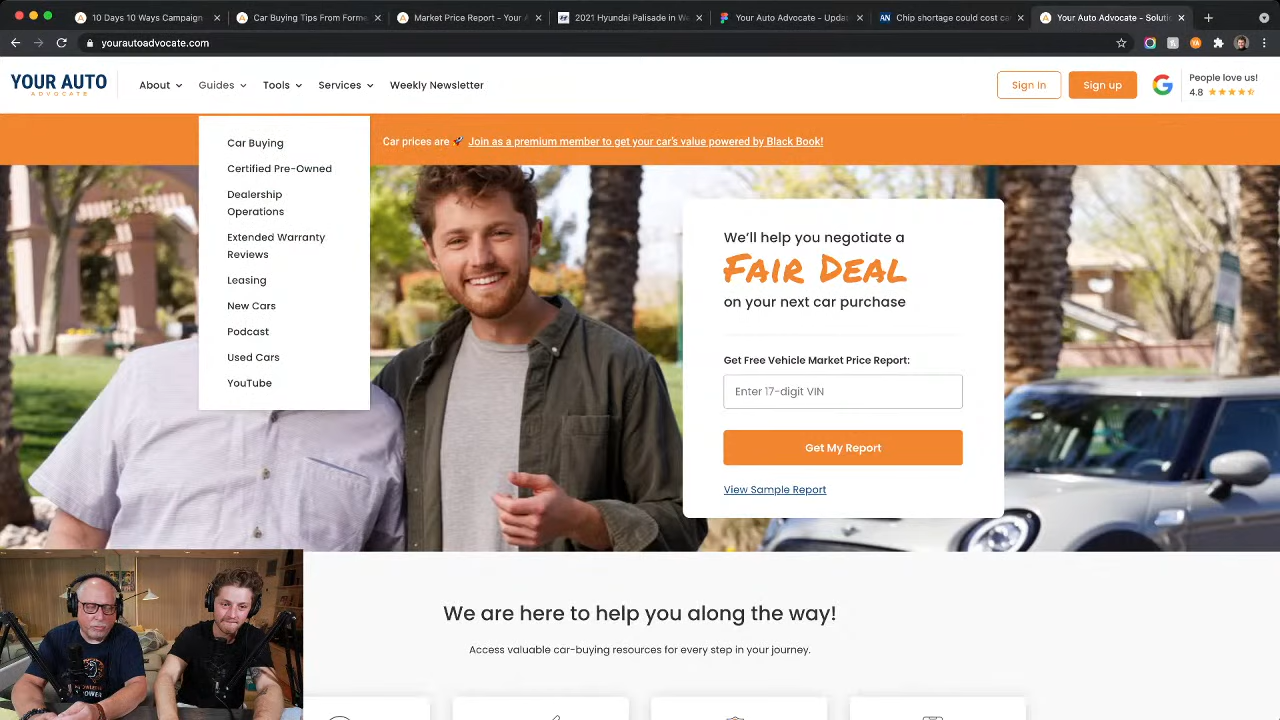 10 Days 10 Ways Campaign
Car Buying Tips From Forme
Market Price Report - Your A
2021 Hyundai Palisade in W
Your Auto Advocate - Updat
Chip shortage could cost ca
Your Auto Advocate - Soluti
yourautoadvocate.com
YOUR AUTO
ADVOCATE
About
Guides
Tools
Services
Weekly Newsletter
Sign In
Sign up
People love us!
4.8
Car prices are 🚀 Join as a premium member to get your car's value powered by Black Book!
Car Buying
Certified Pre-Owned
Dealership
Operations
Extended Warranty
Reviews
Leasing
New Cars
Podcast
Used Cars
YouTube
We'll help you negotiate a
FAIR DEAL
on your next car purchase
Get Free Vehicle Market Price Report:
Enter 17-digit VIN
Get My Report
View Sample Report
We are here to help you along the way!
Access valuable car-buying resources for every step in your journey.